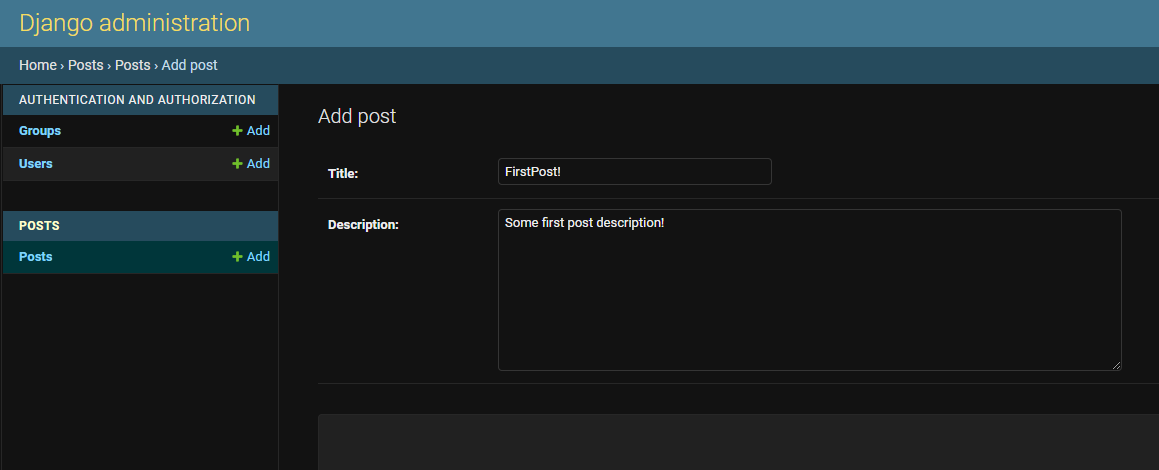 Django administration
Home › Posts › Posts › Add post
AUTHENTICATION AND AUTHORIZATION
Groups + Add
Users + Add
POSTS
Posts + Add
Add post
Title: FirstPost!
Description: Some first post description!